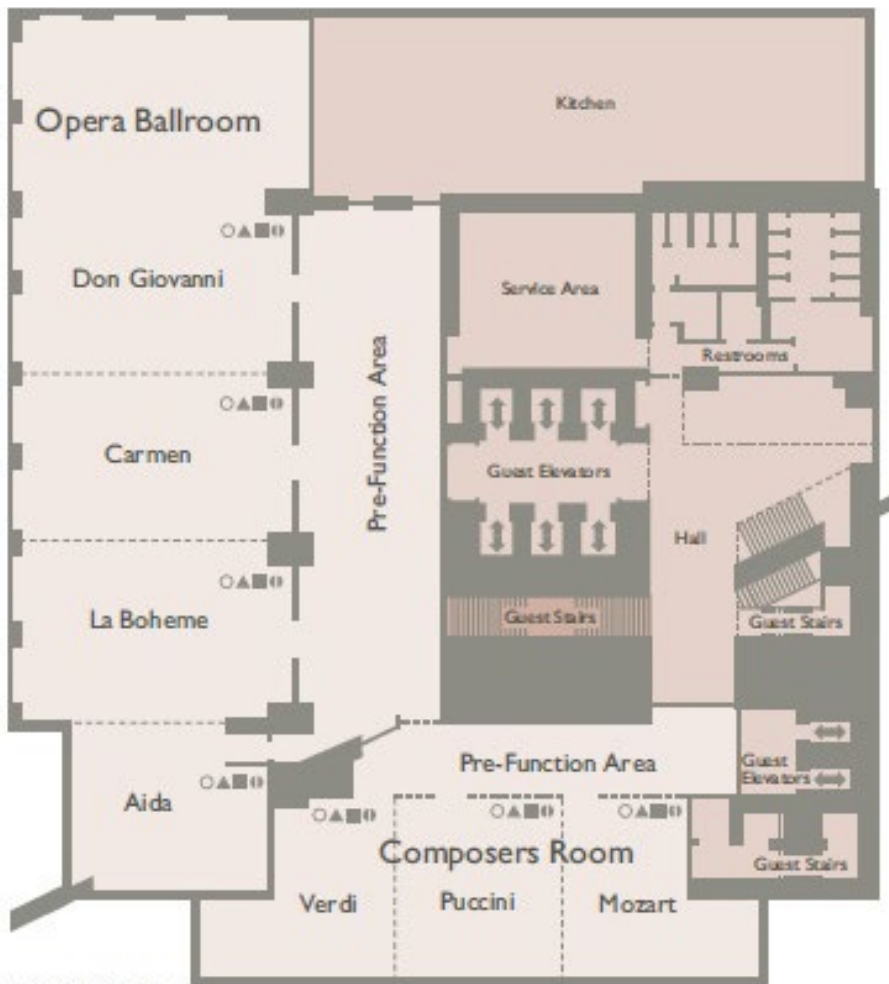 Kitchen
Opera Ballroom
Don Giovanni
Service Area
Restrooms
Pre-Function Area
Carmen
Guest Elevators
Hall
La Boheme
Guest Stairs
Guest Stairs
Pre-Function Area
Guest
Elevators
Aida
Composers Room
Guest Stairs
Verdi
Puccini
Mozart